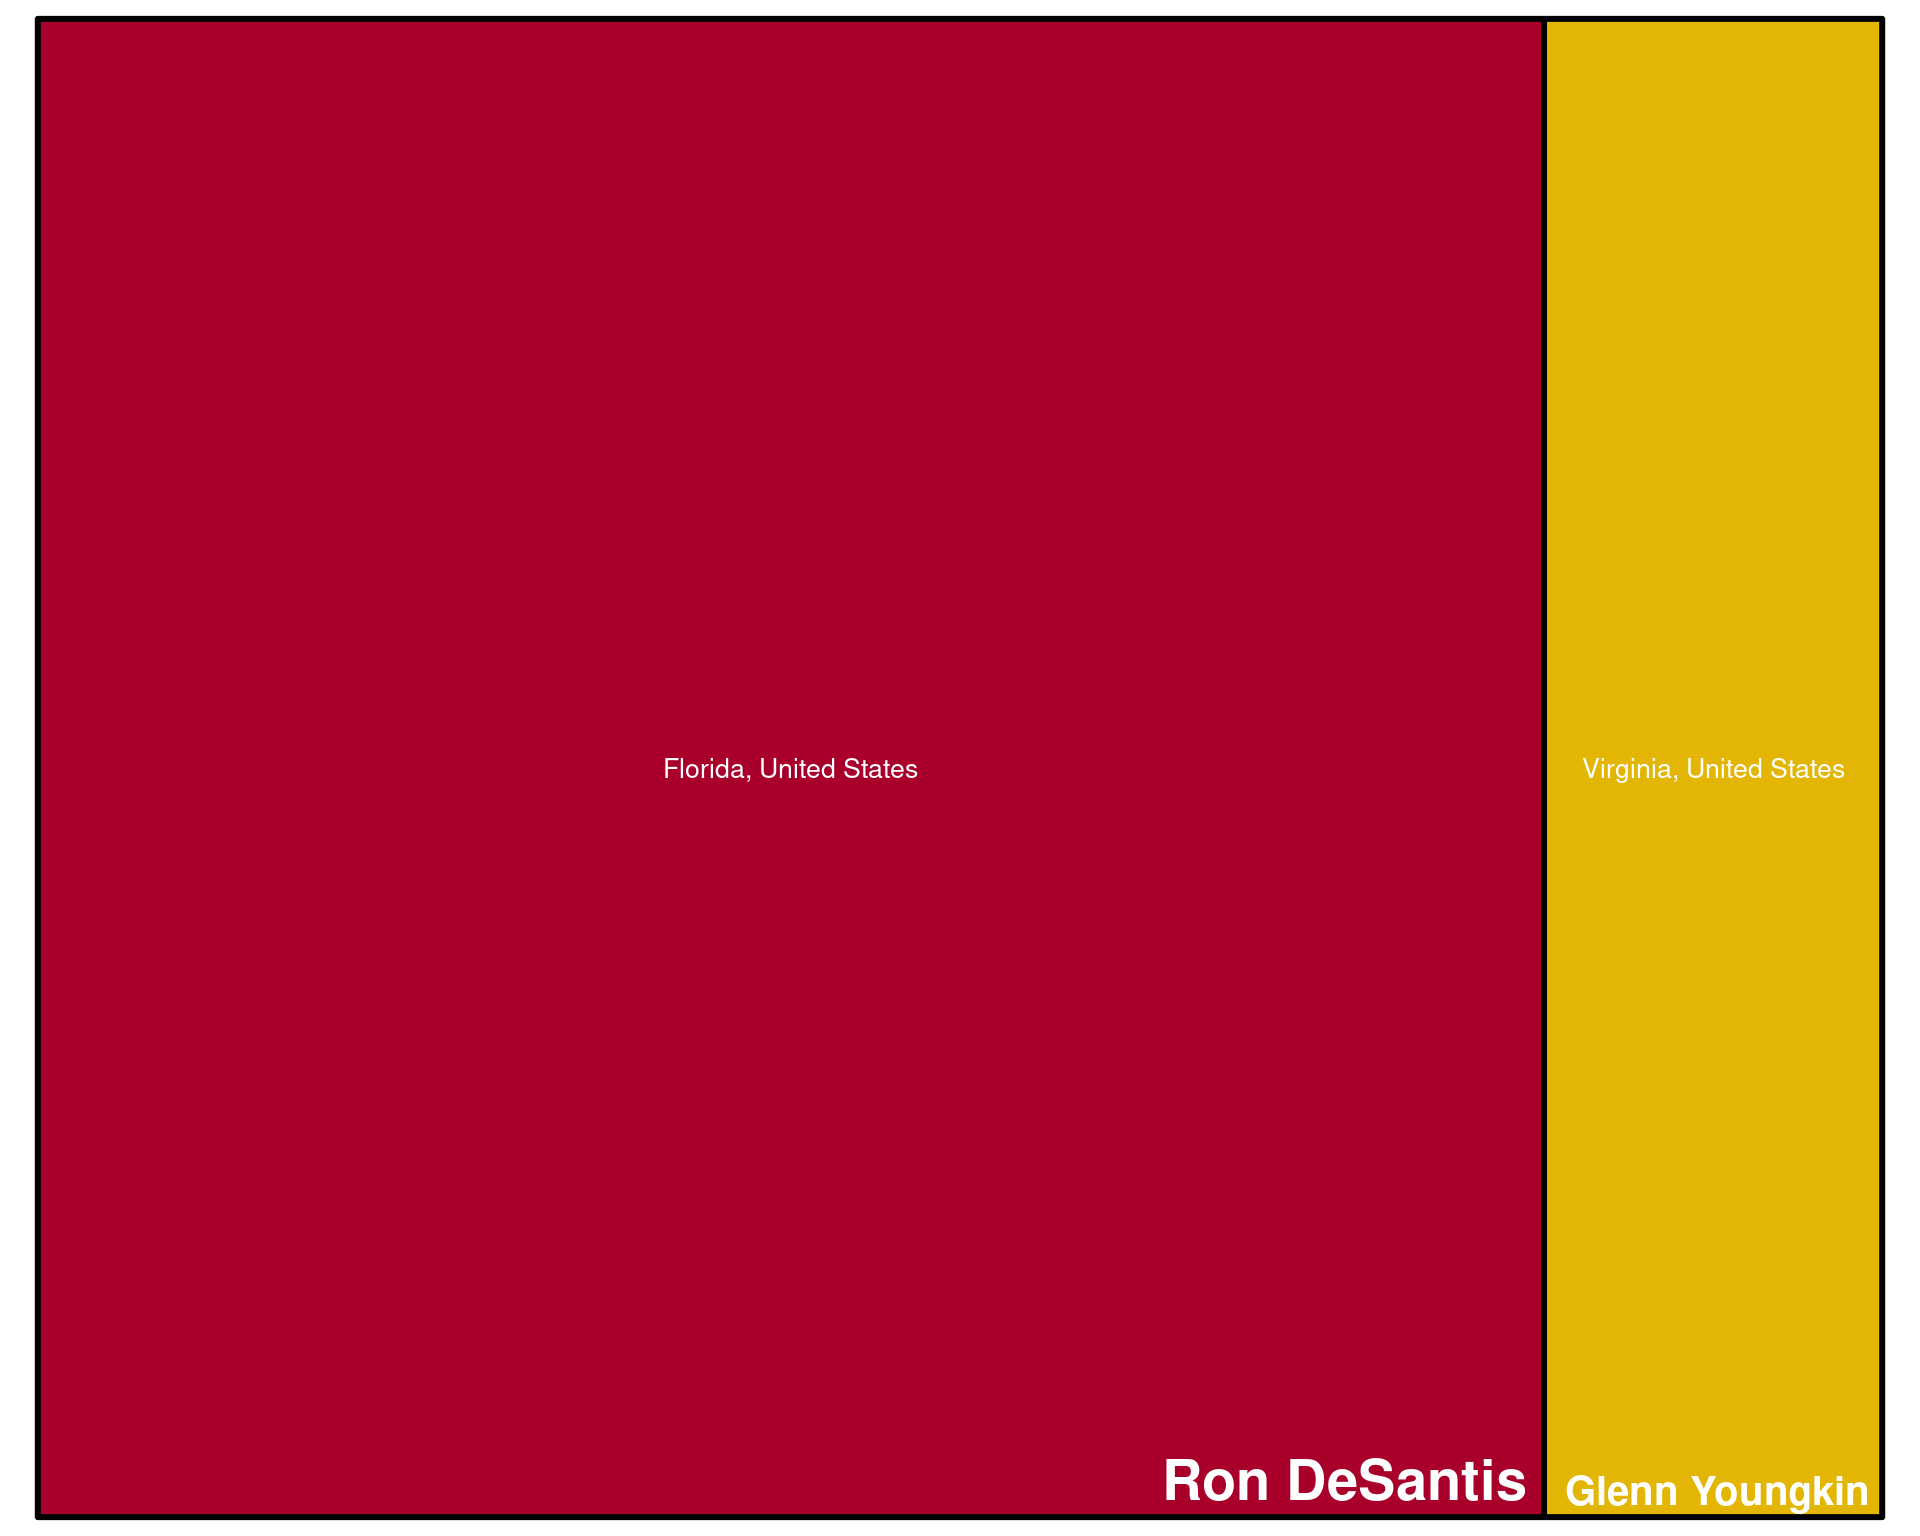 Florida, United States
Virginia, United States
Ron DeSantis
Glenn Youngkin